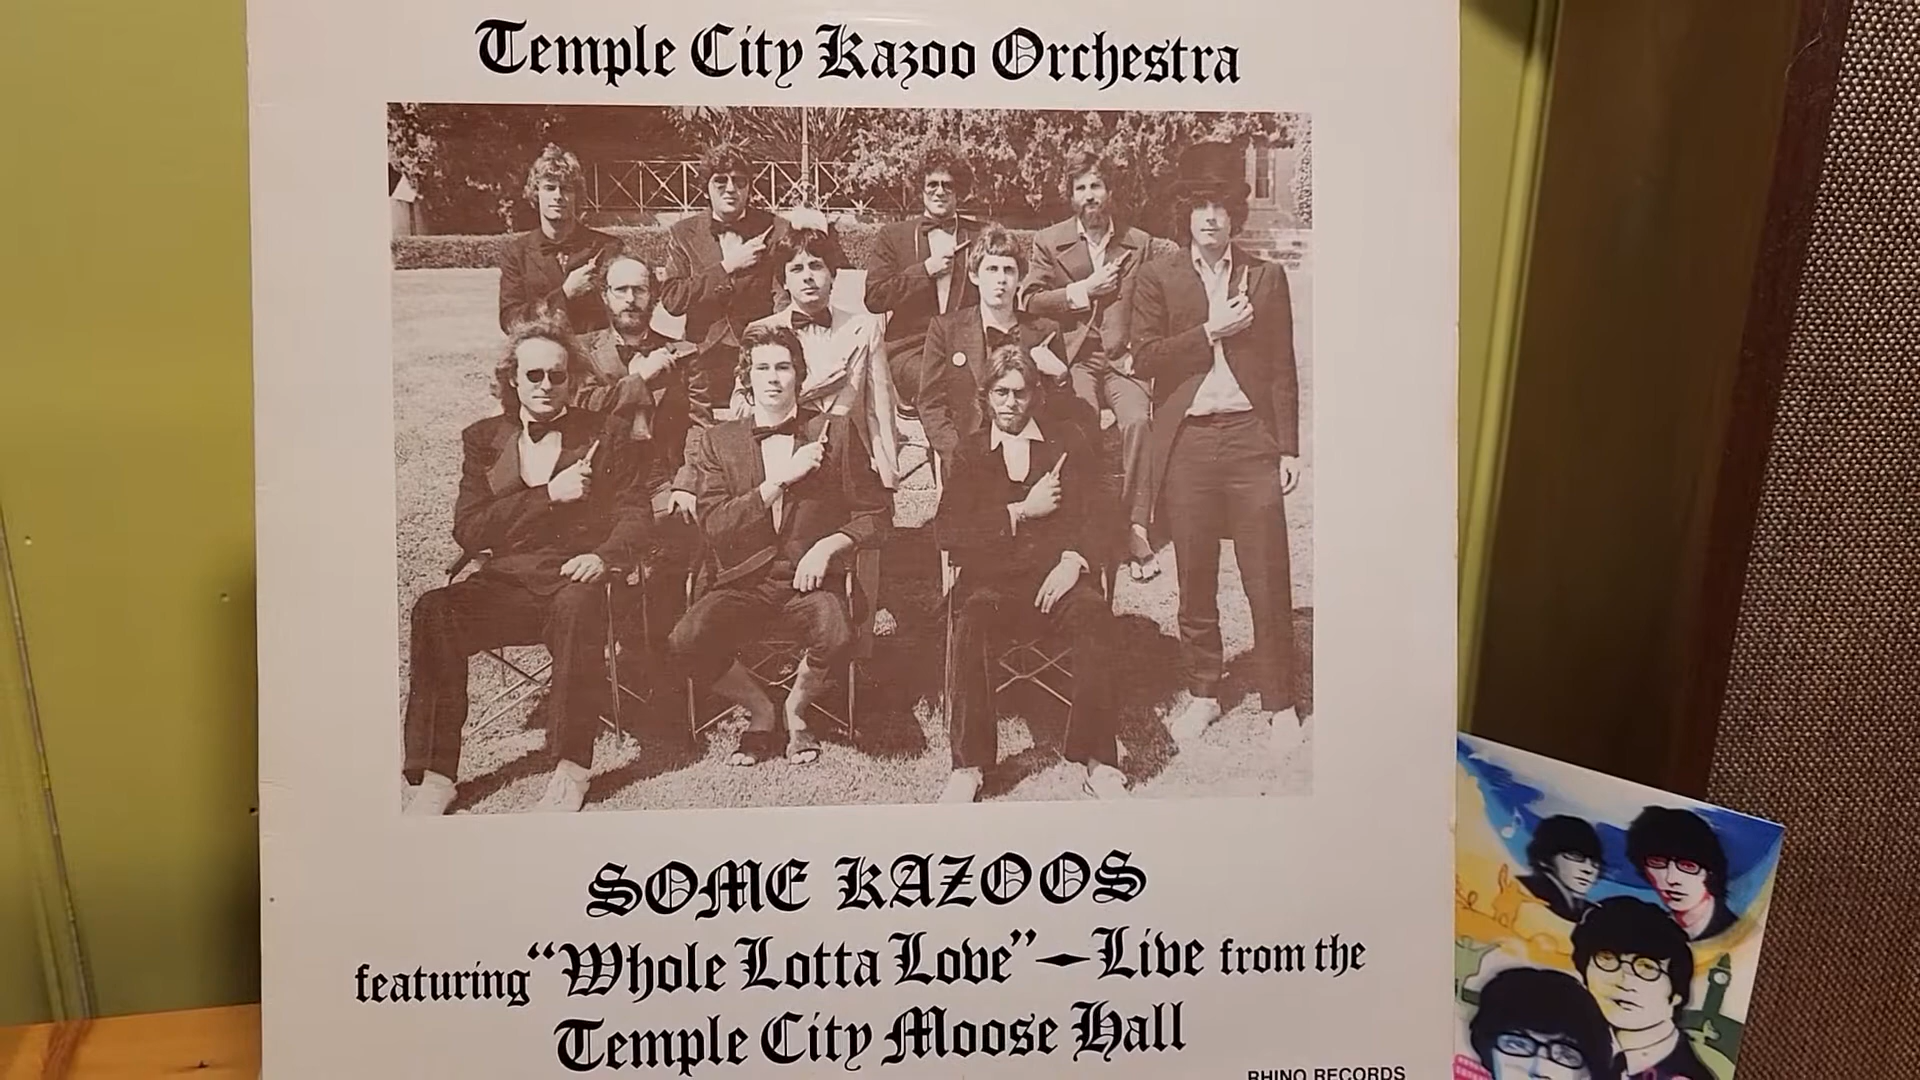 Temple City Kazoo Orchestra
SOME KAZOOS
featuring “Whole Lotta Love”—Live from the
Temple City Moose Hall
RHINO RECORDS